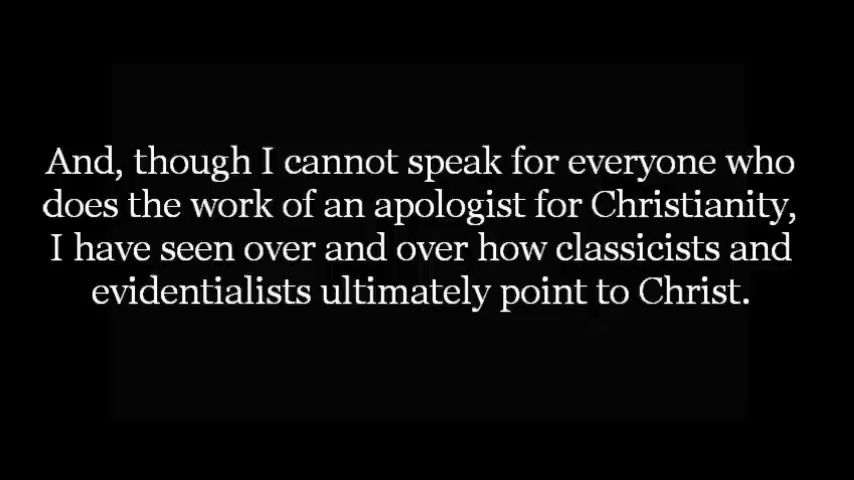 And, though I cannot speak for everyone who
does the work of an apologist for Christianity,
I have seen over and over how classicists and
evidentialists ultimately point to Christ.